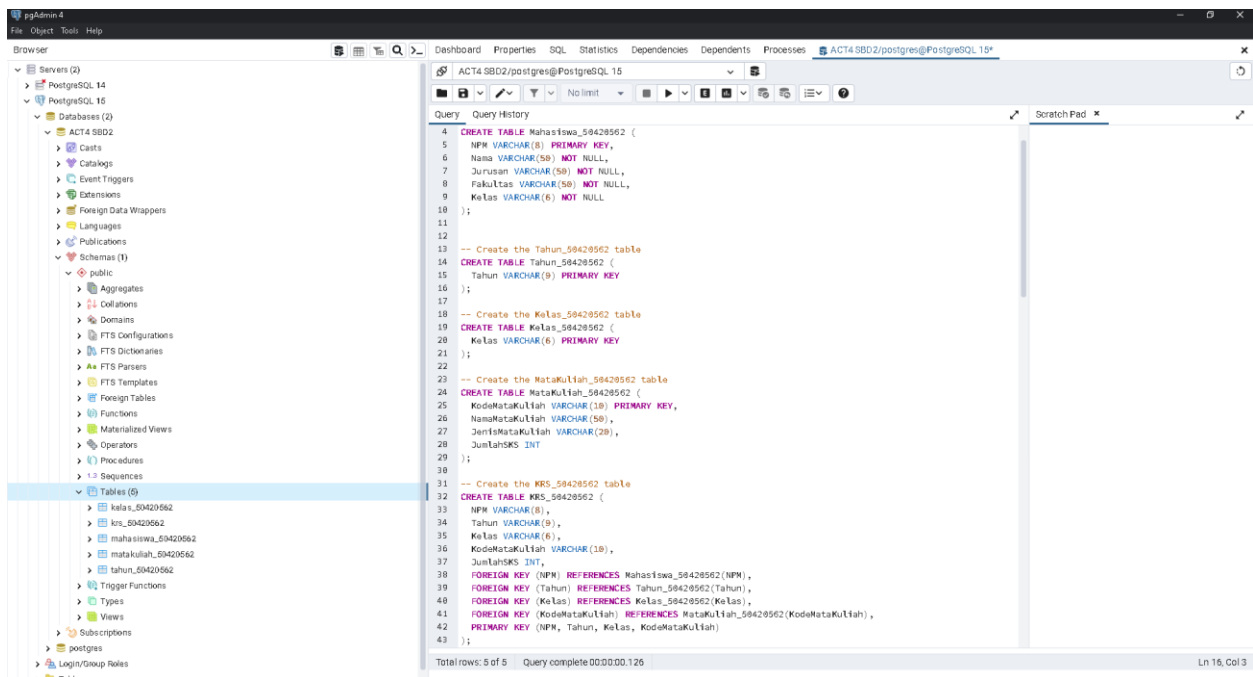 pgAdmin 4
File Object Tools Help
Browser
Servers (2)
PostgreSQL 14
PostgreSQL 15
Databases (2)
ACT4 SBD2
Casts
Catalogs
Event Triggers
Extensions
Foreign Data Wrappers
Languages
Publications
Schemas (1)
public
Aggregates
Collations
Domains
FTS Configurations
FTS Dictionaries
FTS Parsers
FTS Templates
Foreign Tables
Functions
Materialized Views
Operators
Procedures
1..3 Sequences
Tables (5)
kelas_50420562
krs_50420562
mahasiswa_50420562
matakuliah_50420562
tahun_50420562
Trigger Functions
Types
Views
Subscriptions
postgres
Login/Group Roles
Dashboard Properties SQL Statistics Dependencies Dependents Processes ACT4 SBD2/postgres@PostgreSQL 15*
ACT4 SBD2/postgres@PostgreSQL 15
No limit
Query Query History
Scratch Pad
4 CREATE TABLE Mahasiswa_50420562 (
5 NPM VARCHAR(8) PRIMARY KEY,
6 Nama VARCHAR(50) NOT NULL,
7 Jurusan VARCHAR(50) NOT NULL,
8 Fakultas VARCHAR(50) NOT NULL,
9 Kelas VARCHAR(6) NOT NULL
10 );
11
12
13 -- Create the Tahun_50420562 table
14 CREATE TABLE Tahun_50420562 (
15 Tahun VARCHAR(9) PRIMARY KEY
16 );
17
18 -- Create the Kelas_50420562 table
19 CREATE TABLE Kelas_50420562 (
20 Kelas VARCHAR(6) PRIMARY KEY
21 );
22
23 -- Create the MataKuliah_50420562 table
24 CREATE TABLE MataKuliah_50420562 (
25 KodeMataKuliah VARCHAR(10) PRIMARY KEY,
26 NamaMataKuliah VARCHAR(50),
27 JenisMataKuliah VARCHAR(20),
28 JumlahSKS INT
29 );
30
31 -- Create the KRS_50420562 table
32 CREATE TABLE KRS_50420562 (
33 NPM VARCHAR(8),
34 Tahun VARCHAR(9),
35 Kelas VARCHAR(6),
36 KodeMataKuliah VARCHAR(10),
37 JumlahSKS INT,
38 FOREIGN KEY (NPM) REFERENCES Mahasiswa_50420562(NPM),
39 FOREIGN KEY (Tahun) REFERENCES Tahun_50420562(Tahun),
40 FOREIGN KEY (Kelas) REFERENCES Kelas_50420562(Kelas),
41 FOREIGN KEY (KodeMataKuliah) REFERENCES MataKuliah_50420562(KodeMataKuliah),
42 PRIMARY KEY (NPM, Tahun, Kelas, KodeMataKuliah)
43 );
Total rows: 5 of 5 Query complete 00:00:00.126
Ln 16, Col 3